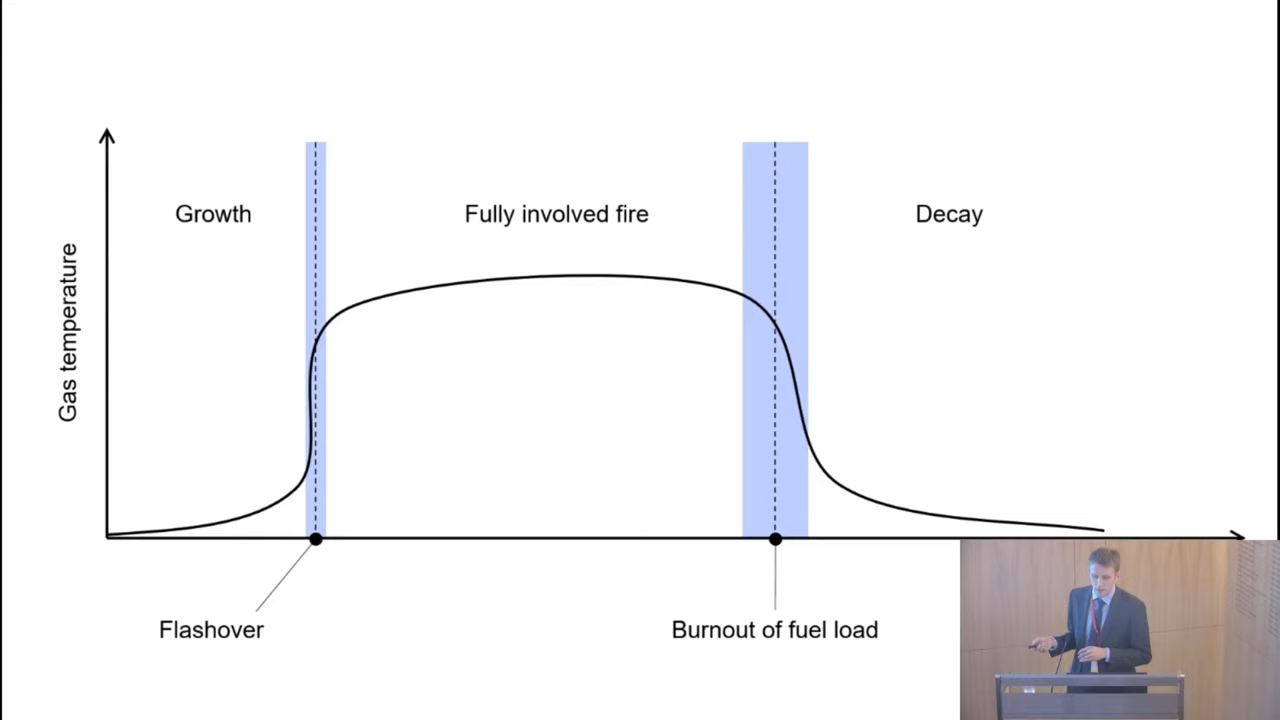 Growth
Fully involved fire
Decay
Gas temperature
Flashover
Burnout of fuel load